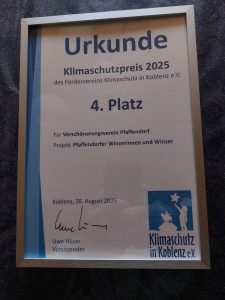 Urkunde
Klimaschutzpreis 2025
des Fördervereins Klimaschutz in Koblenz e.V.
4. Platz
Für Verschönerungsverein Pfaffendorf
Projekt Pfaffendorfer Winzerinnen und Winzer
Koblenz, 26. August 2025
Uwe Hüser
Vorsitzender
Klimaschutz
in Koblenz e.V.